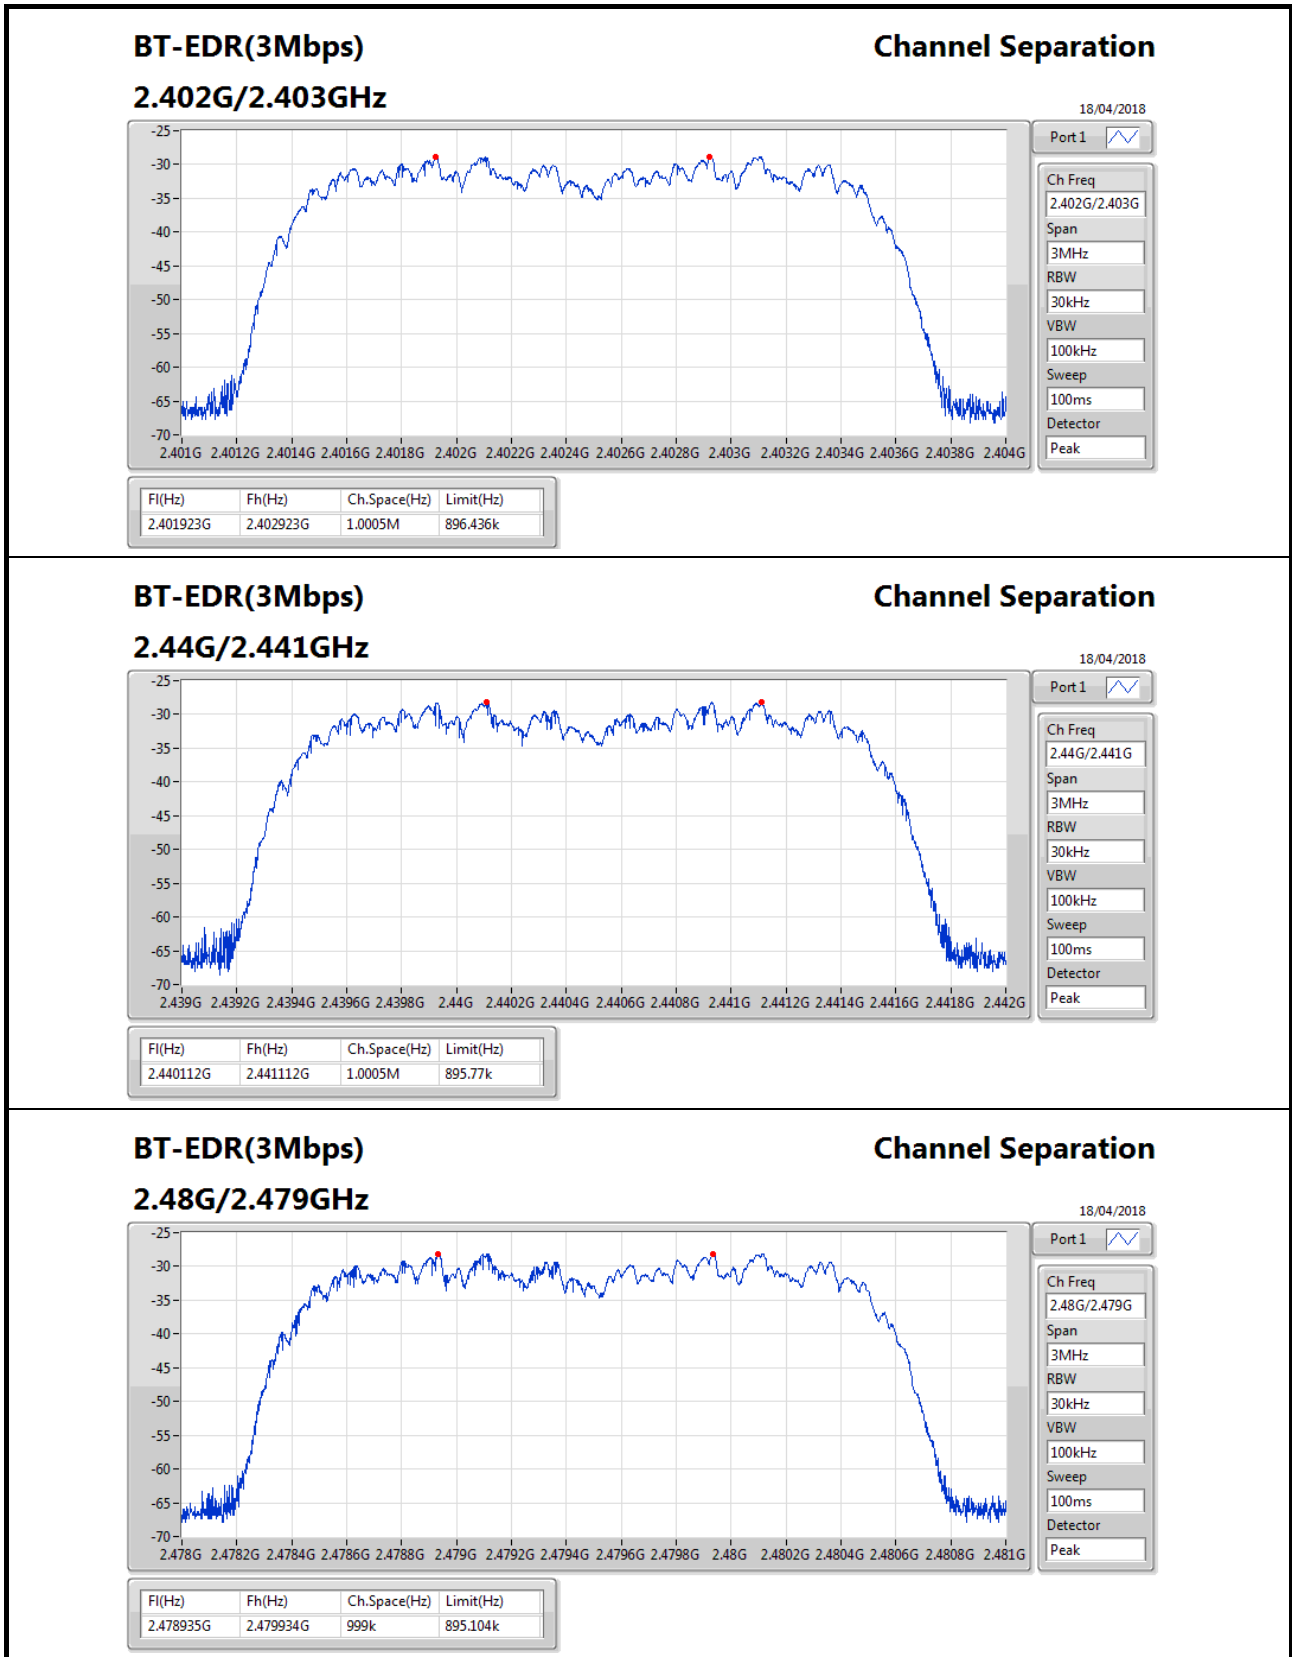 BT-EDR(3Mbps) Channel Separation
2.402G/2.403GHz
18/04/2018
Port 1
-25
-30
-35
-40
-45
-50
-55
-60
-65
-70
2.401G 2.4012G 2.4014G 2.4016G 2.4018G 2.402G 2.4022G 2.4024G 2.4026G 2.4028G 2.403G 2.4032G 2.4034G 2.4036G 2.4038G 2.404G
Ch Freq
2.402G/2.403G
Span
3MHz
RBW
30kHz
VBW
100kHz
Sweep
100ms
Detector
Peak
Fl(Hz) Fh(Hz) Ch.Space(Hz) Limit(Hz)
2.401923G 2.402923G 1.0005M 896.436k
BT-EDR(3Mbps) Channel Separation
2.44G/2.441GHz
18/04/2018
Port 1
-25
-30
-35
-40
-45
-50
-55
-60
-65
-70
2.439G 2.4392G 2.4394G 2.4396G 2.4398G 2.44G 2.4402G 2.4404G 2.4406G 2.4408G 2.441G 2.4412G 2.4414G 2.4416G 2.4418G 2.442G
Ch Freq
2.44G/2.441G
Span
3MHz
RBW
30kHz
VBW
100kHz
Sweep
100ms
Detector
Peak
Fl(Hz) Fh(Hz) Ch.Space(Hz) Limit(Hz)
2.440112G 2.441112G 1.0005M 895.77k
BT-EDR(3Mbps) Channel Separation
2.48G/2.479GHz
18/04/2018
Port 1
-25
-30
-35
-40
-45
-50
-55
-60
-65
-70
2.478G 2.4782G 2.4784G 2.4786G 2.4788G 2.479G 2.4792G 2.4794G 2.4796G 2.4798G 2.48G 2.4802G 2.4804G 2.4806G 2.4808G 2.481G
Ch Freq
2.48G/2.479G
Span
3MHz
RBW
30kHz
VBW
100kHz
Sweep
100ms
Detector
Peak
Fl(Hz) Fh(Hz) Ch.Space(Hz) Limit(Hz)
2.478935G 2.479934G 999k 895.104k